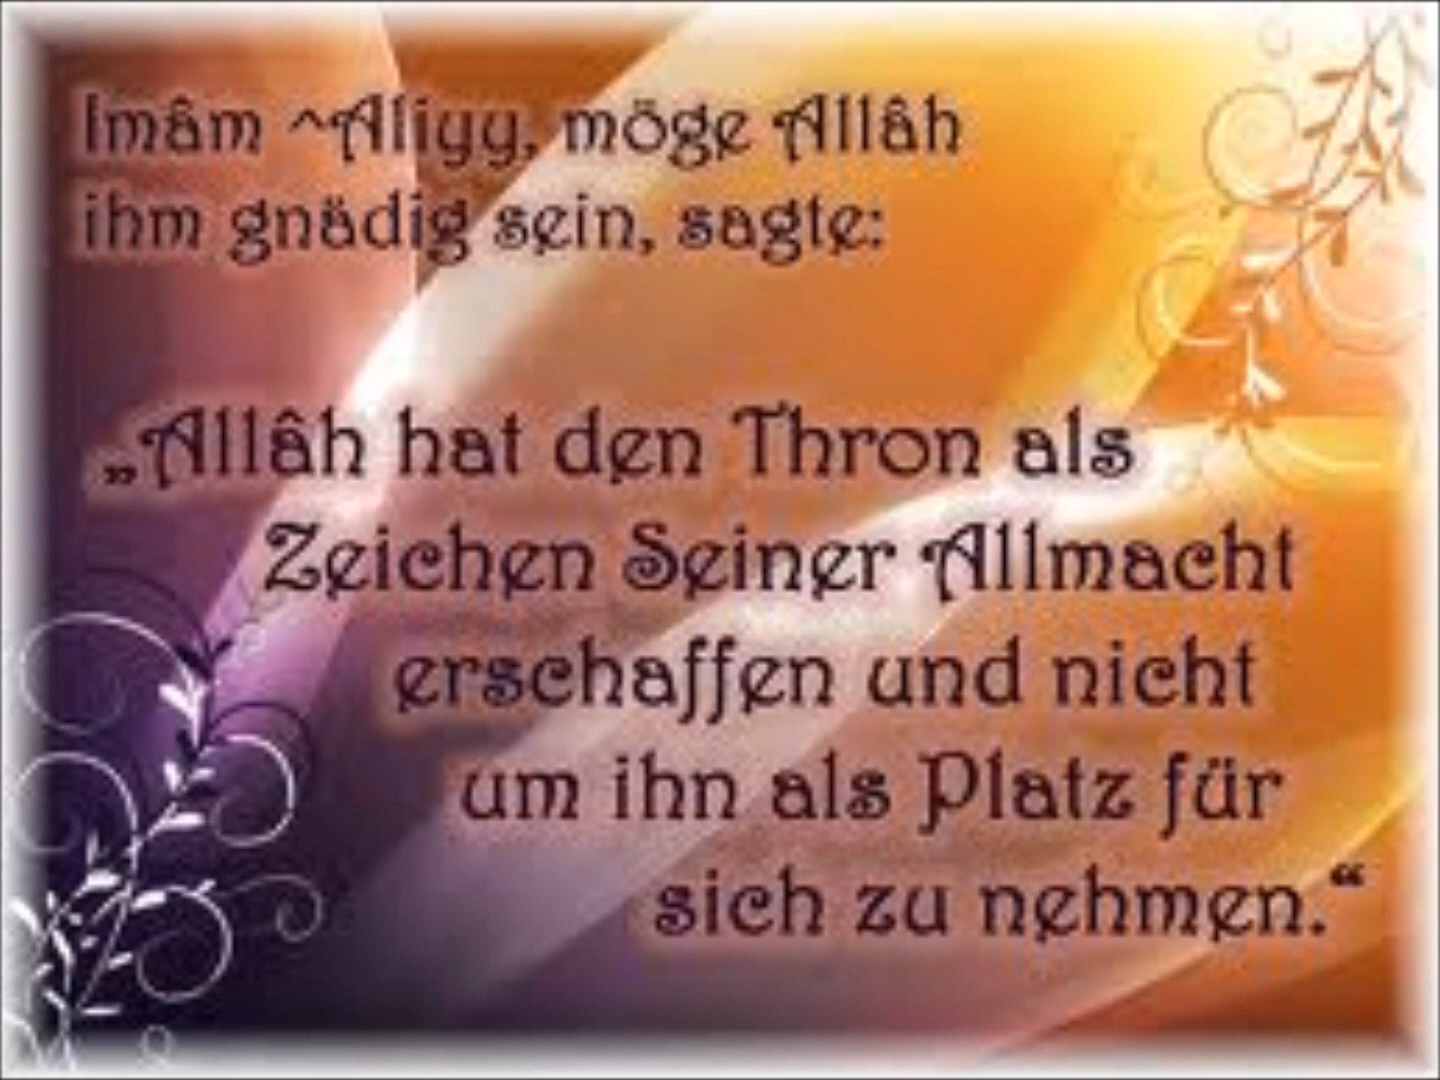 Imâm ^Aliyy, möge Allâh
ihm gnädig sein, sagte:
„Allâh hat den Thron als
Zeichen Seiner Allmacht
erschaffen und nicht
um ihn als Platz für
sich zu nehmen.“